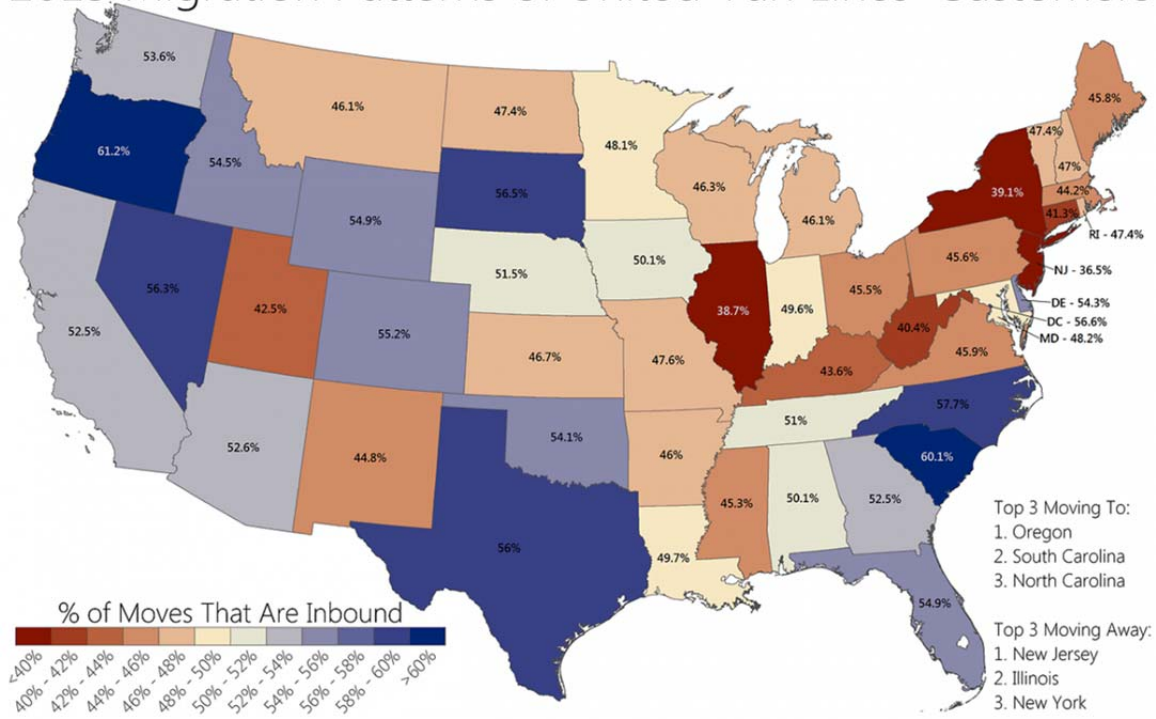 53.6%
45.8%
46.1%
47.4%
47.4%
48.1%
61.2%
54.5%
47%
56.5%
46.3%
39.1%
44.2%
54.9%
46.1%
41.3%
RI - 47.4%
50.1%
45.6%
51.5%
NJ - 36.5%
56.3%
45.5%
42.5%
38.7%
49.6%
DE - 54.3%
DC - 56.6%
52.5%
55.2%
40.4%
MD - 48.2%
46.7%
47.6%
45.9%
43.6%
57.7%
51%
54.1%
52.6%
44.8%
46%
60.1%
45.3%
50.1%
52.5%
56%
49.7%
54.9%
Top 3 Moving To:
1. Oregon
2. South Carolina
3. North Carolina
Top 3 Moving Away:
1. New Jersey
2. Illinois
3. New York
% of Moves That Are Inbound
<40%
40% - 42%
42% - 44%
44% - 46%
46% - 48%
48% - 50%
50% - 52%
52% - 54%
54% - 56%
56% - 58%
58% - 60%
>60%